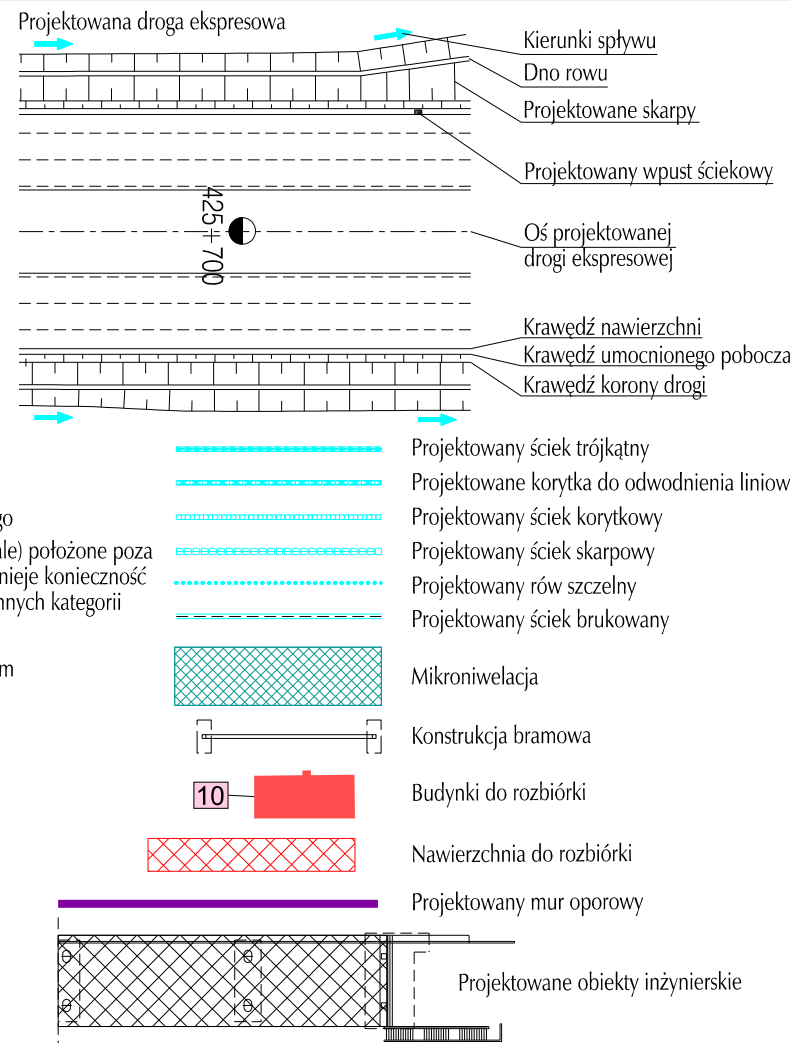 Projektowana droga ekspresowa
Kierunki spływu
Dno rowu
Projektowane skarpy
Projektowany wpust ściekowy
425+700
Oś projektowanej
drogi ekspresowej
Krawędź nawierzchni
Krawędź umocnionego pobocza
Krawędź korony drogi
Projektowany ściek trójkątny
Projektowane korytka do odwodnienia liniow
go
Projektowany ściek korytkowy
ale) położone poza
Projektowany ściek skarpowy
nieje konieczność
Projektowany rów szczelny
nnych kategorii
Projektowany ściek brukowany
m
Mikroniwelacja
Konstrukcja bramowa
10
Budynki do rozbiórki
Nawierzchnia do rozbiórki
Projektowany mur oporowy
Projektowane obiekty inżynierskie